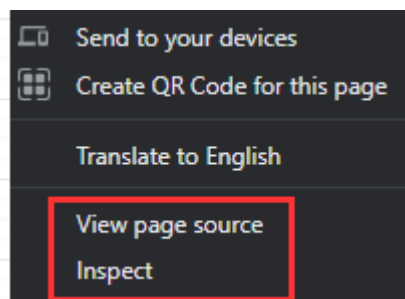 Send to your devices
Create QR Code for this page
Translate to English
View page source
Inspect